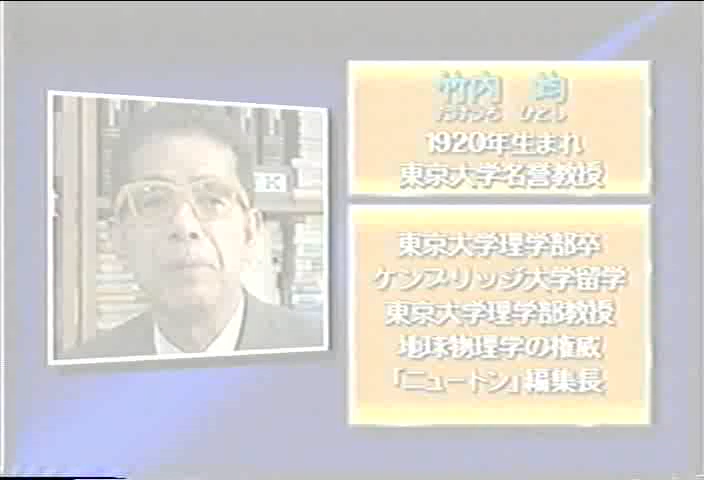 竹内 均
たけうち ひとし
1920年生まれ
東京大学名誉教授
東京大学理学部卒
ケンブリッジ大学留学
東京大学理学部教授
地球物理学の権威
「ニュートン」編集長
K